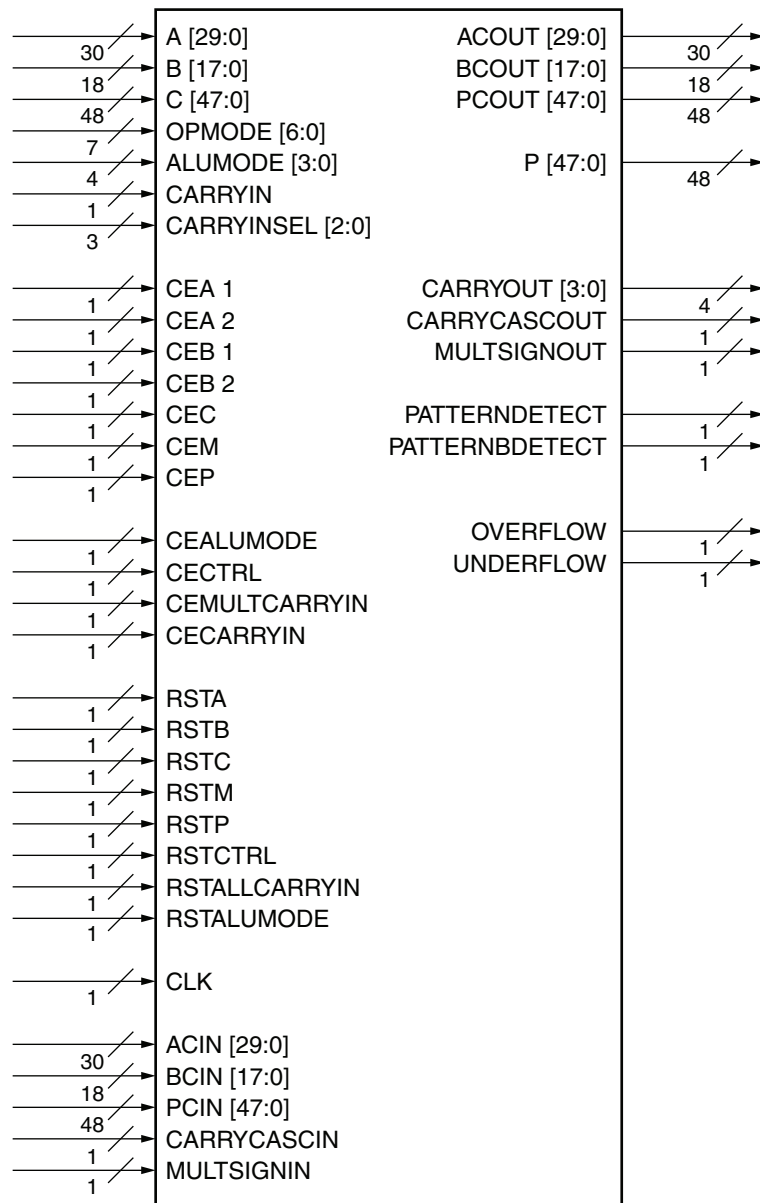 A [29:0] ACOUT [29:0]
30 30
B [17:0] BCOUT [17:0]
18 18
C [47:0] PCOUT [47:0]
48 48
OPMODE [6:0]
7
ALUMODE [3:0] P [47:0]
4 48
CARRYIN
1
CARRYINSEL [2:0]
3
CEA 1 CARRYOUT [3:0]
1 4
CEA 2 CARRYCASCOUT
1 1
CEB 1 MULTSIGNOUT
1 1
CEB 2
1
CEC PATTERNDETECT
1 1
CEM PATTERNBDETECT
1 1
CEP
1
CEALUMODE OVERFLOW
1 1
CECTRL UNDERFLOW
1 1
CEMULTCARRYIN
1
CECARRYIN
1
RSTA
1
RSTB
1
RSTC
1
RSTM
1
RSTP
1
RSTCTRL
1
RSTALLCARRYIN
1
RSTALUMODE
1
CLK
1
ACIN [29:0]
30
BCIN [17:0]
18
PCIN [47:0]
48
CARRYCASCIN
1
MULTSIGNIN
1